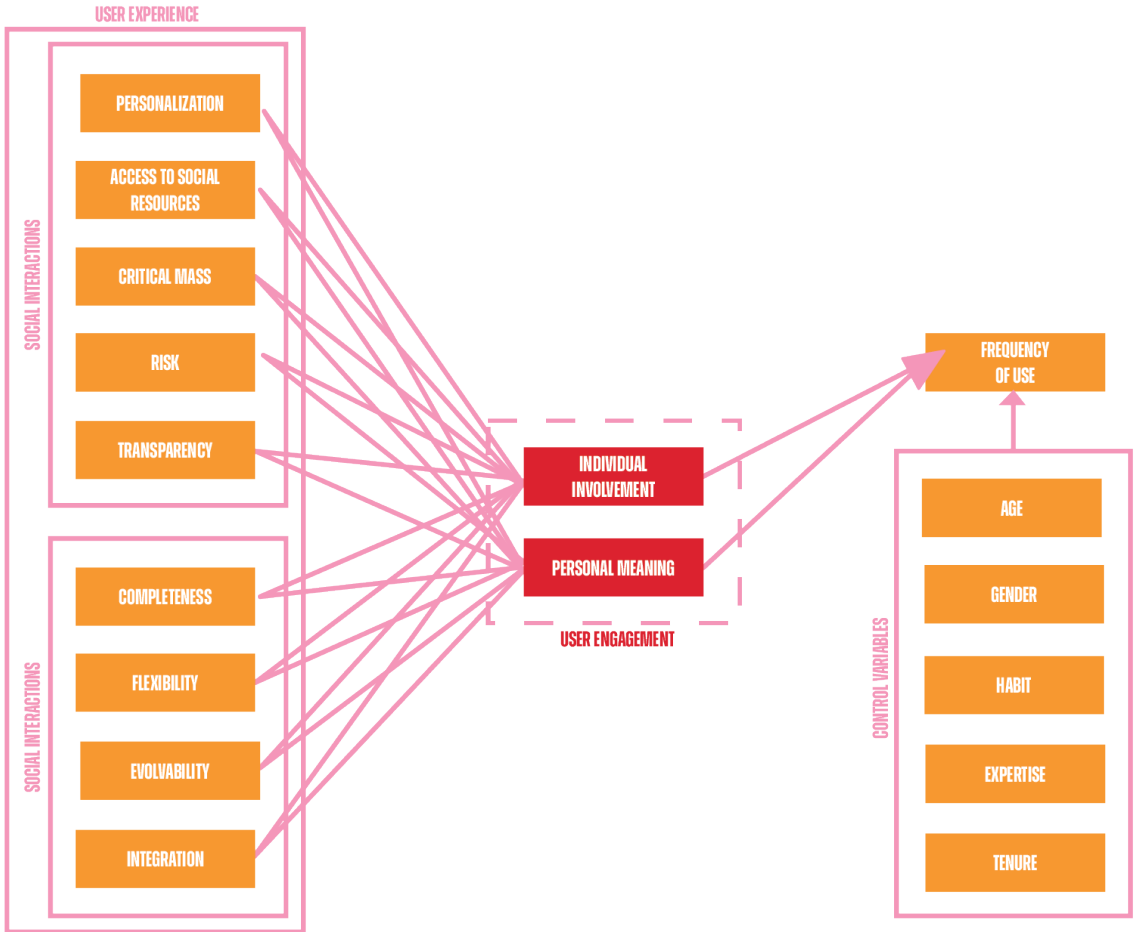 USER EXPERIENCE
SOCIAL INTERACTIONS
PERSONALIZATION
ACCESS TO SOCIAL
RESOURCES
CRITICAL MASS
RISK
TRANSPARENCY
SOCIAL INTERACTIONS
COMPLETENESS
FLEXIBILITY
EVOLVABILITY
INTEGRATION
INDIVIDUAL
INVOLVEMENT
PERSONAL MEANING
USER ENGAGEMENT
FREQUENCY
OF USE
CONTROL VARIABLES
AGE
GENDER
HABIT
EXPERTISE
TENURE